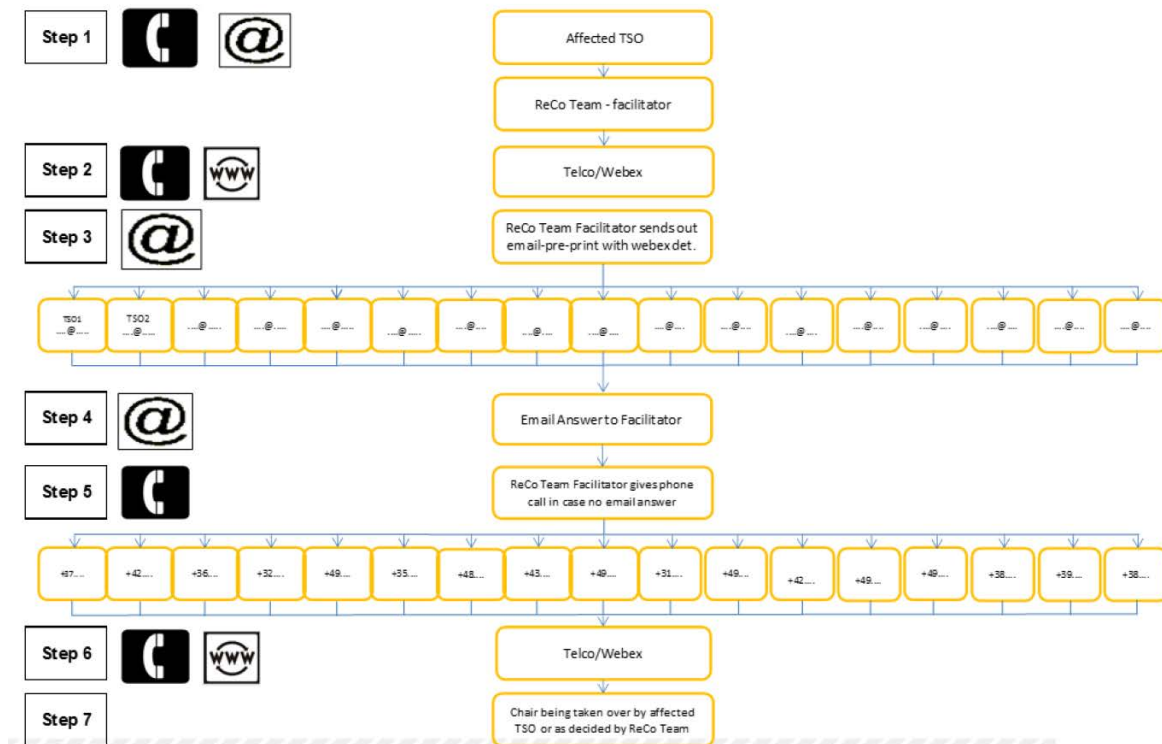 Step 1
Affected TSO
ReCo Team - facilitator
Step 2
www
Telco/Webex
Step 3
ReCo Team Facilitator sends out
email-pre-print with webex det.
TSO1
....@.....
TSO2
....@.....
....@.....
....@.....
....@.....
....@.....
....@....
....@....
....@....
....@....
....@....
....@....
....@....
....@....
....@....
....@....
....@....
Step 4
Email Answer to Facilitator
Step 5
ReCo Team Facilitator gives phone
call in case no email answer
+37....
+42....
+36....
+32....
+49....
+35....
+48....
+43....
+49....
+31....
+49....
+42....
+49....
+49....
+38....
+39....
+38....
Step 6
www
Telco/Webex
Step 7
Chair being taken over by affected
TSO or as decided by ReCo Team